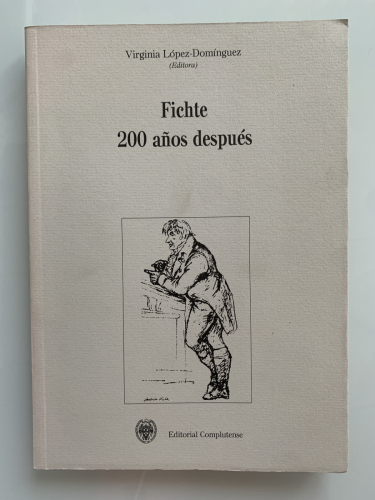 Virginia López-Domínguez
(Editora)
Fichte
200 años después
Editorial Complutense